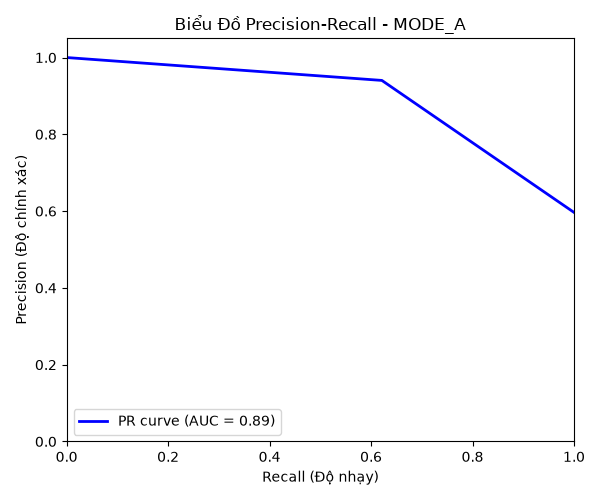 Biểu Đồ Precision-Recall - MODE_A
Precision (Độ chính xác)
1.0
0.8
0.6
0.4
0.2
0.0
PR curve (AUC = 0.89)
0.0 0.2 0.4 0.6 0.8 1.0
Recall (Độ nhạy)